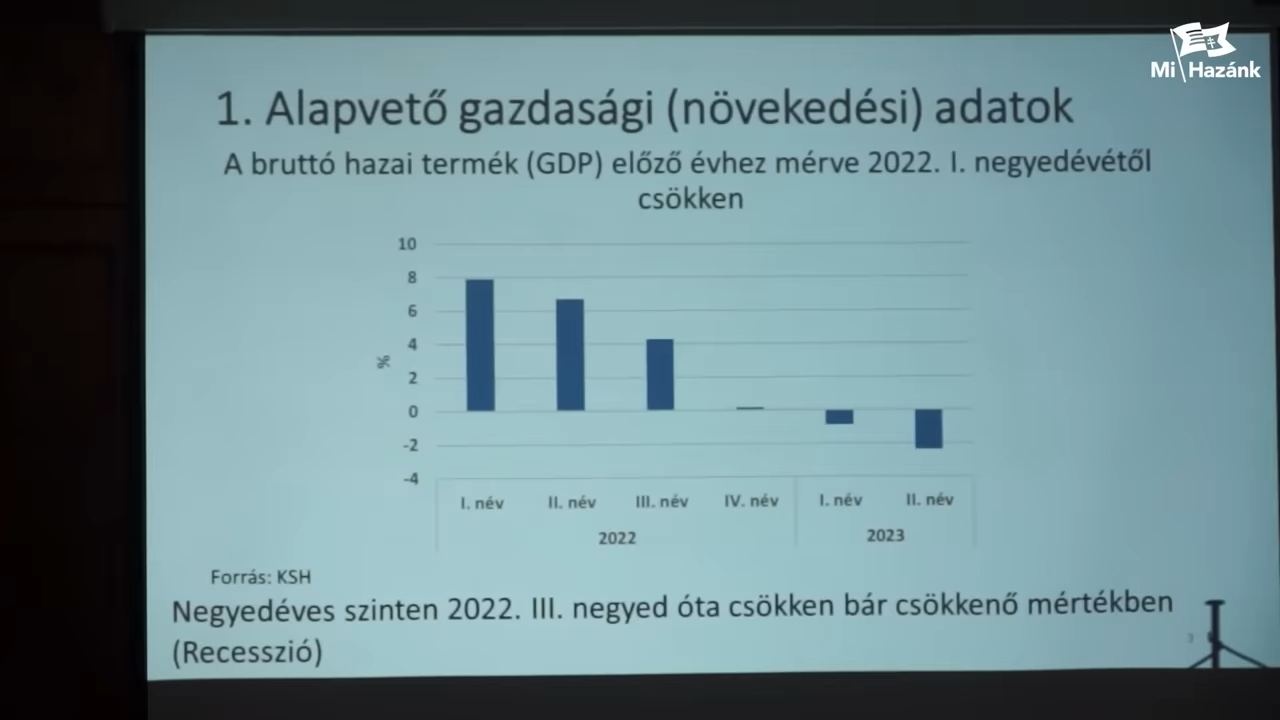 Mi Hazánk
1. Alapvető gazdasági (növekedési) adatok
A bruttó hazai termék (GDP) előző évhez mérve 2022. I. negyedévétől
csökken
10
8
6
4
2
0
-2
-4
%
I. név II. név III. név IV. név I. név II. név
2022 2023
Forrás: KSH
Negyedéves szinten 2022. III. negyed óta csökken bár csökkenő mértékben
(Recesszió)
3